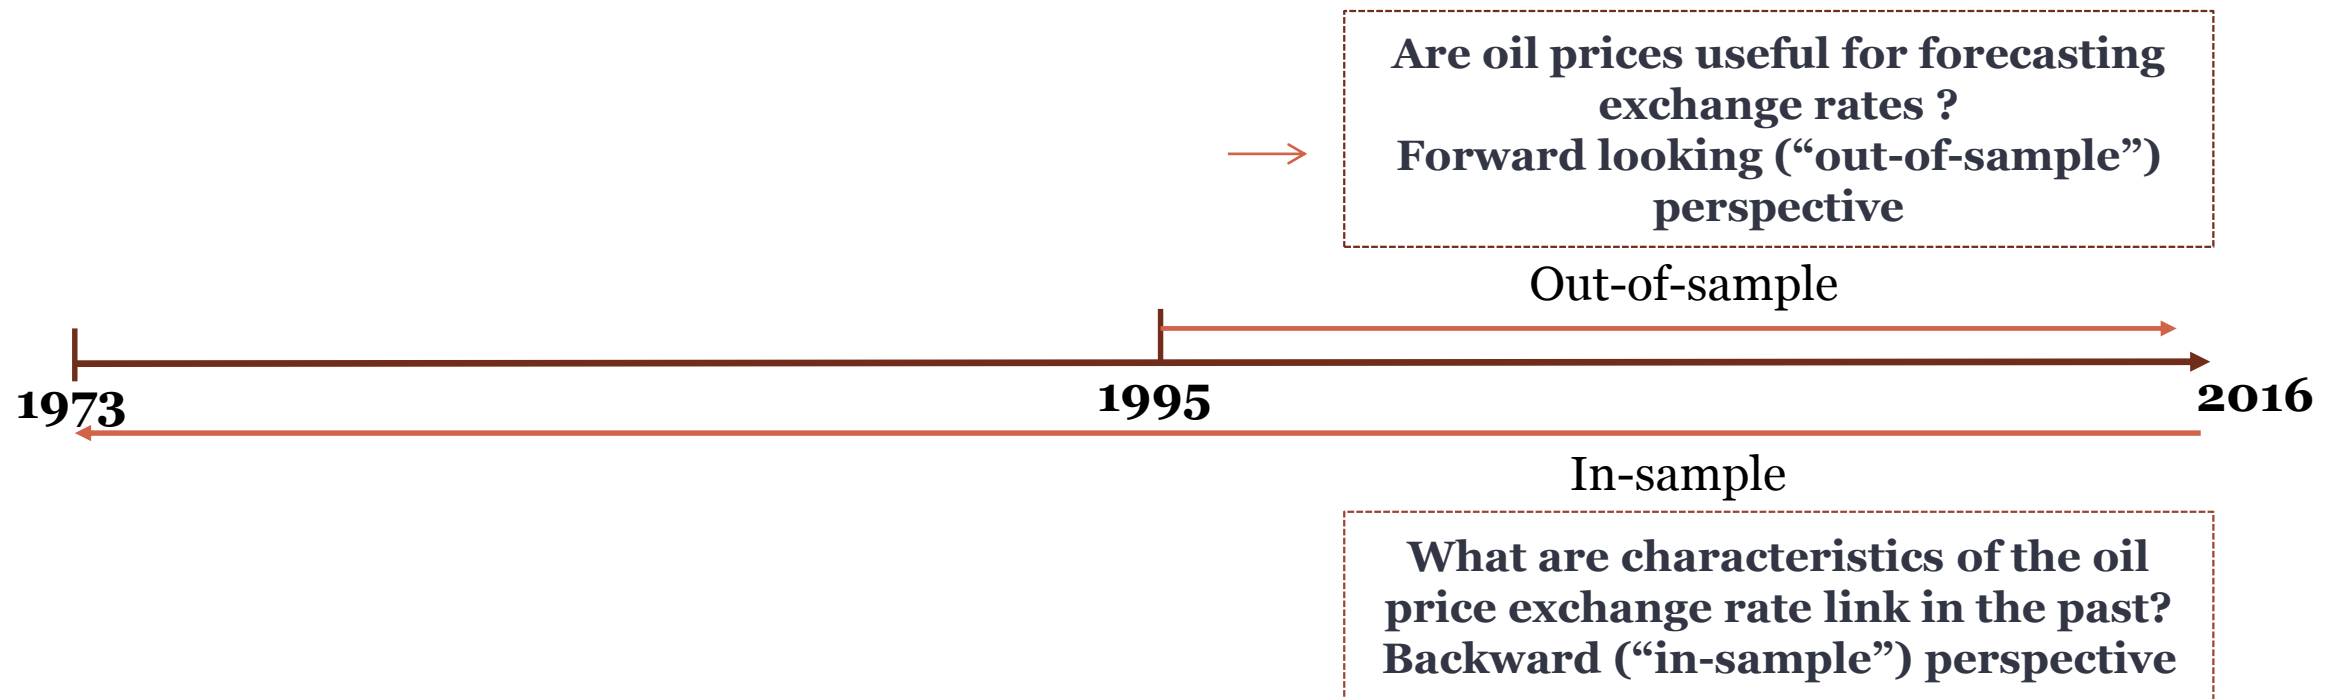 Are oil prices useful for forecasting
exchange rates ?
Forward looking (“out-of-sample”)
perspective
Out-of-sample
1973
1995
2016
In-sample
What are characteristics of the oil
price exchange rate link in the past?
Backward (“in-sample”) perspective